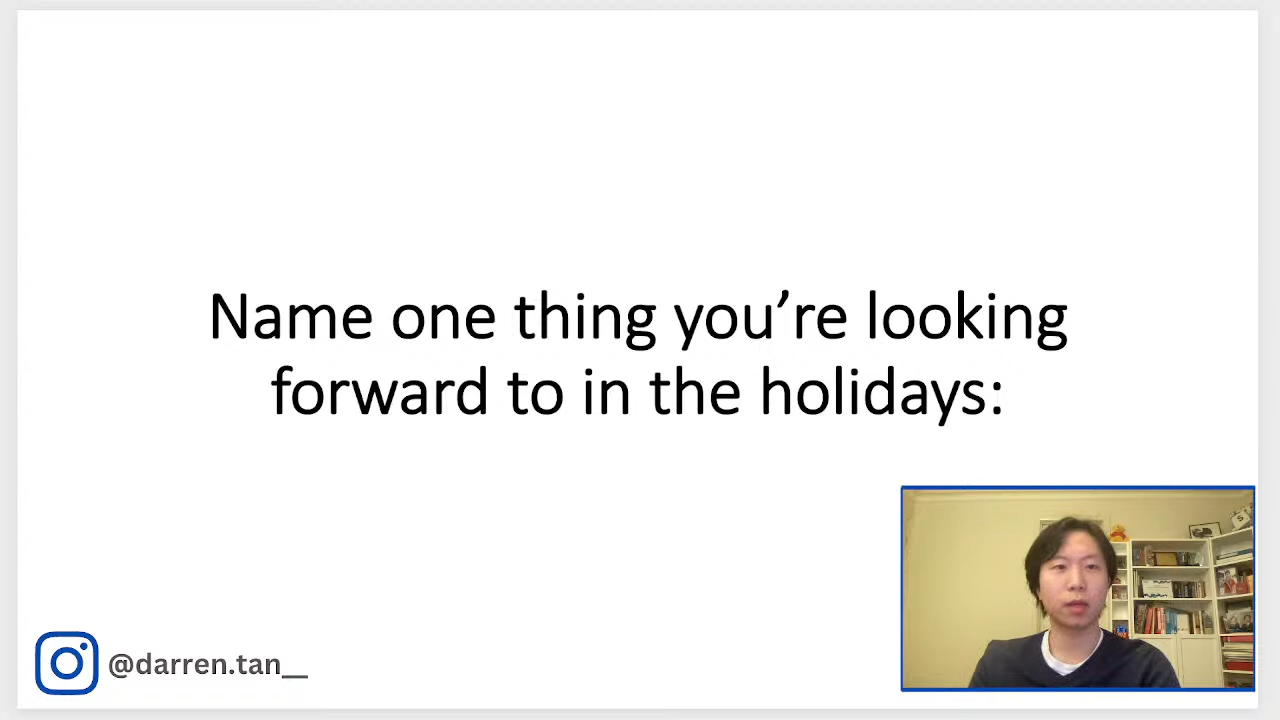 Name one thing you’re looking
forward to in the holidays:
@darren.tan__